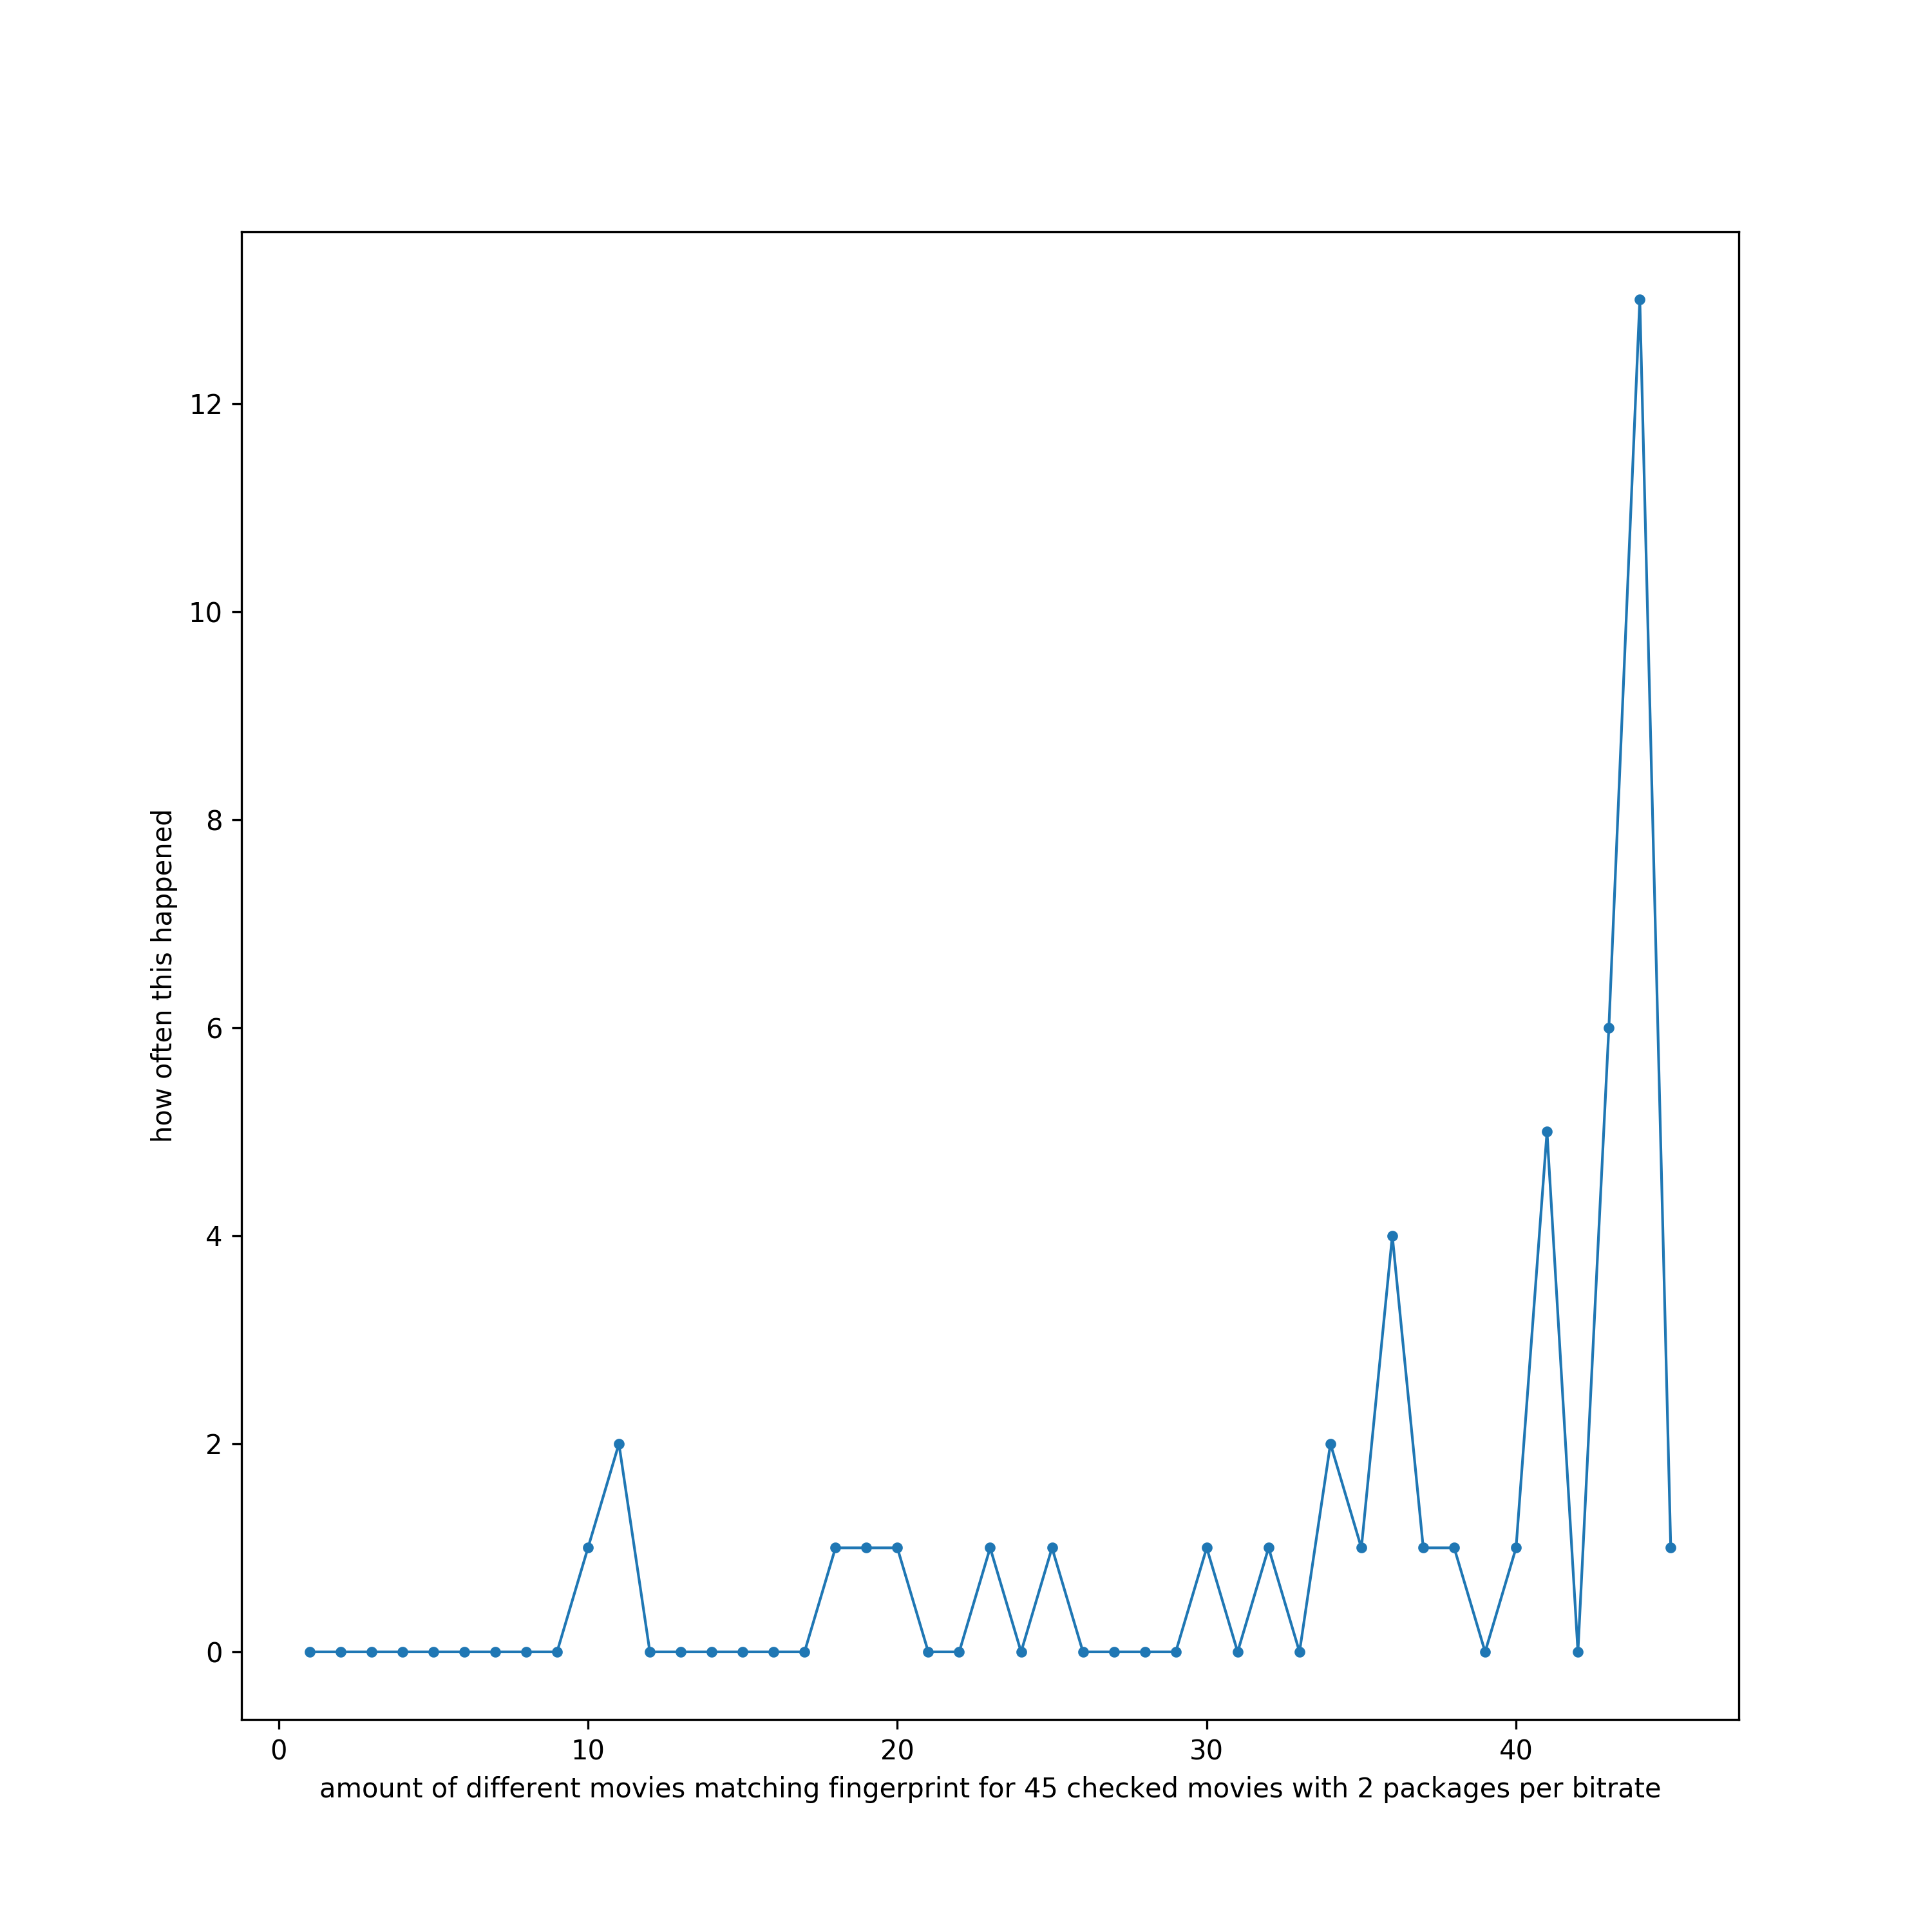 12
10
8
6
4
2
0
how often this happened
0 10 20 30 40
amount of different movies matching fingerprint for 45 checked movies with 2 packages per bitrate